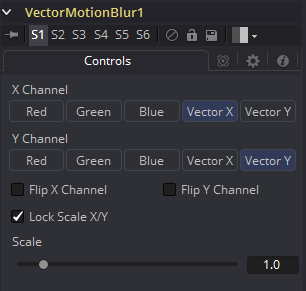 VectorMotionBlur1
S1 S2 S3 S4 S5 S6
Controls
X Channel
Red Green Blue Vector X Vector Y
Y Channel
Red Green Blue Vector X Vector Y
Flip X Channel Flip Y Channel
Lock Scale X/Y
Scale
1.0